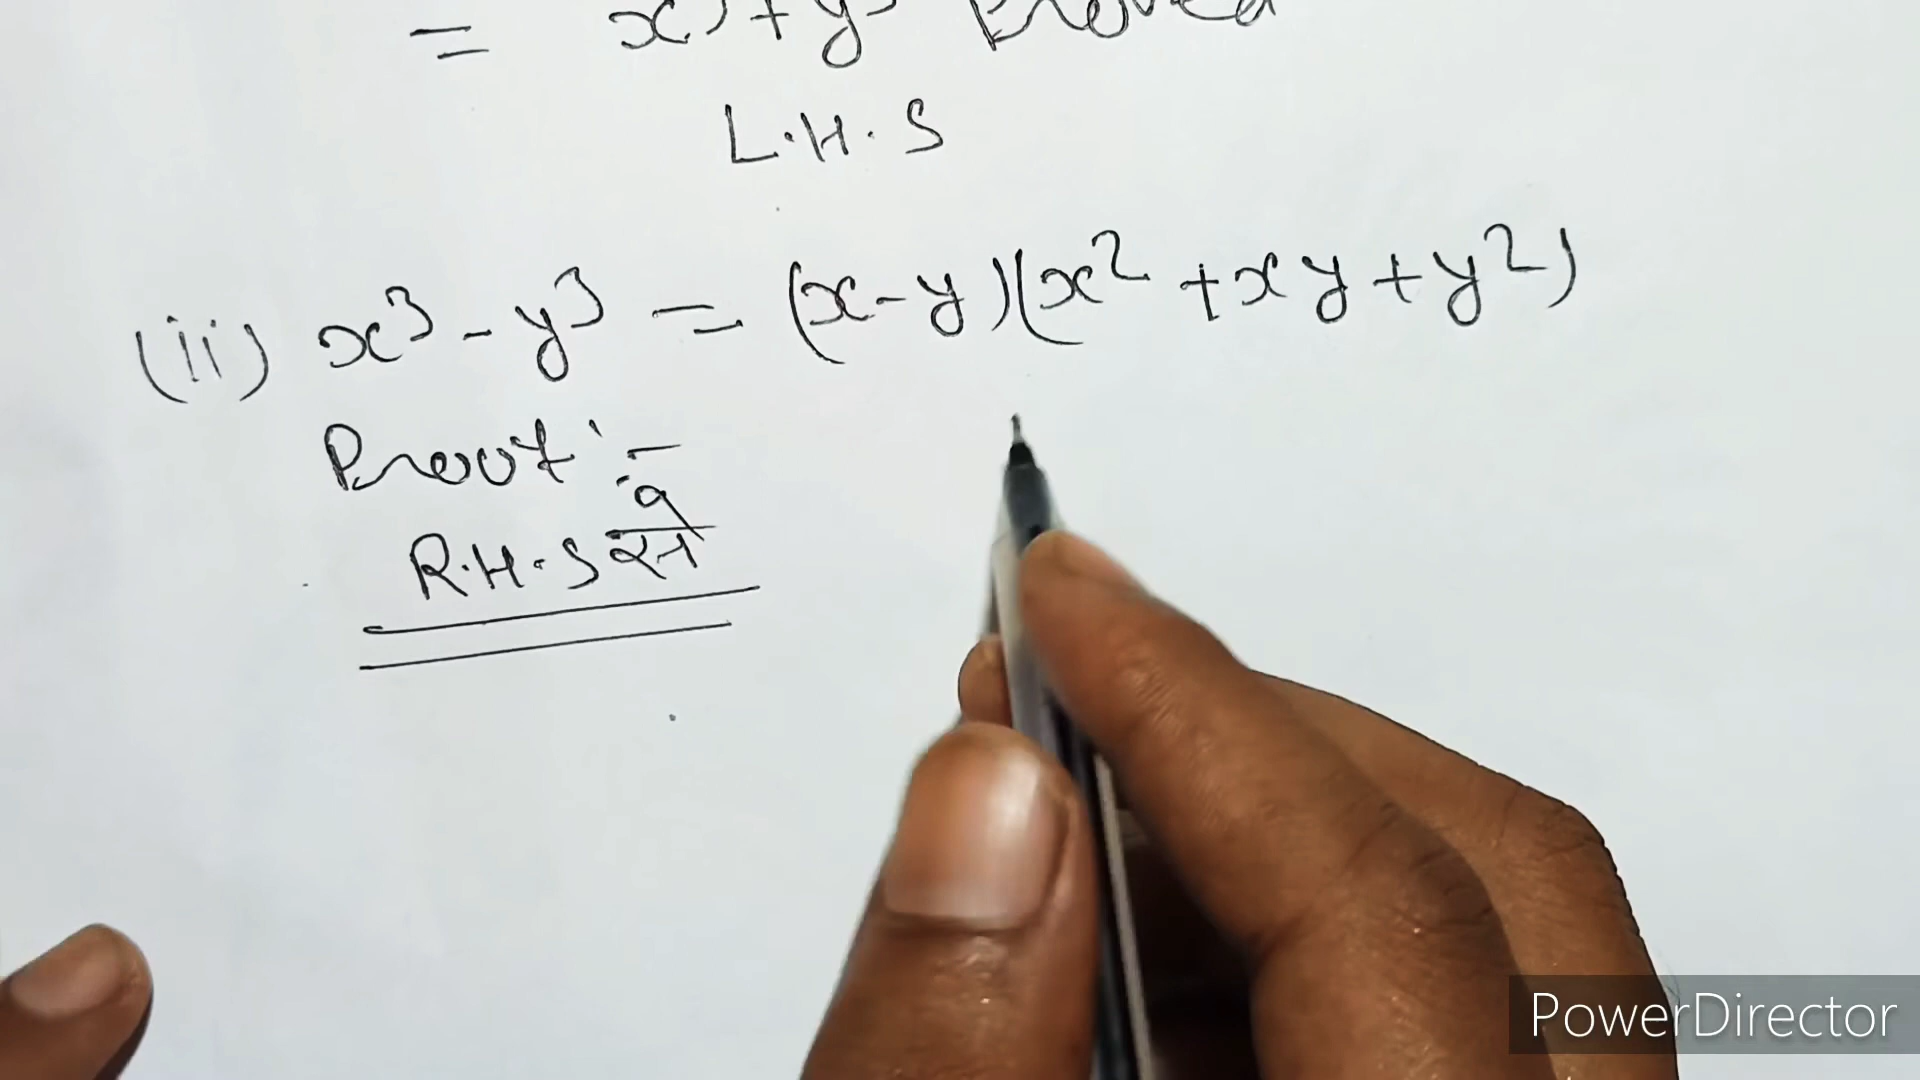 = x³ + y³ Proved
L.H.S
(ii) x³ - y³ = (x-y)(x² + xy + y²)
Proof :-
R.H.S से
PowerDirector